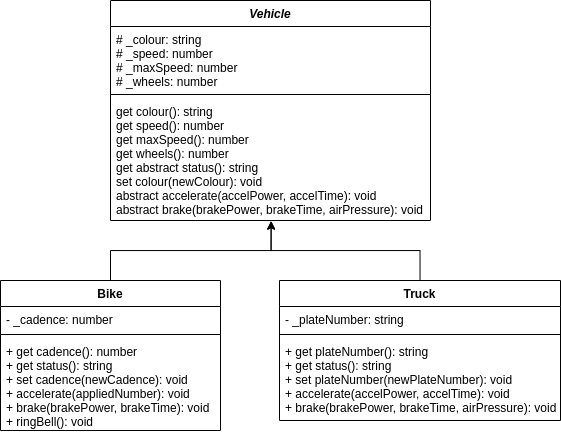 Vehicle
# _colour: string
# _speed: number
# _maxSpeed: number
# _wheels: number
get colour(): string
get speed(): number
get maxSpeed(): number
get wheels(): number
get abstract status(): string
set colour(newColour): void
abstract accelerate(accelPower, accelTime): void
abstract brake(brakePower, brakeTime, airPressure): void
Bike
- _cadence: number
+ get cadence(): number
+ get status(): string
+ set cadence(newCadence): void
+ accelerate(appliedNumber): void
+ brake(brakePower, brakeTime): void
+ ringBell(): void
Truck
- _plateNumber: string
+ get plateNumber(): string
+ get status(): string
+ set plateNumber(newPlateNumber): void
+ accelerate(accelPower, accelTime): void
+ brake(brakePower, brakeTime, airPressure): void